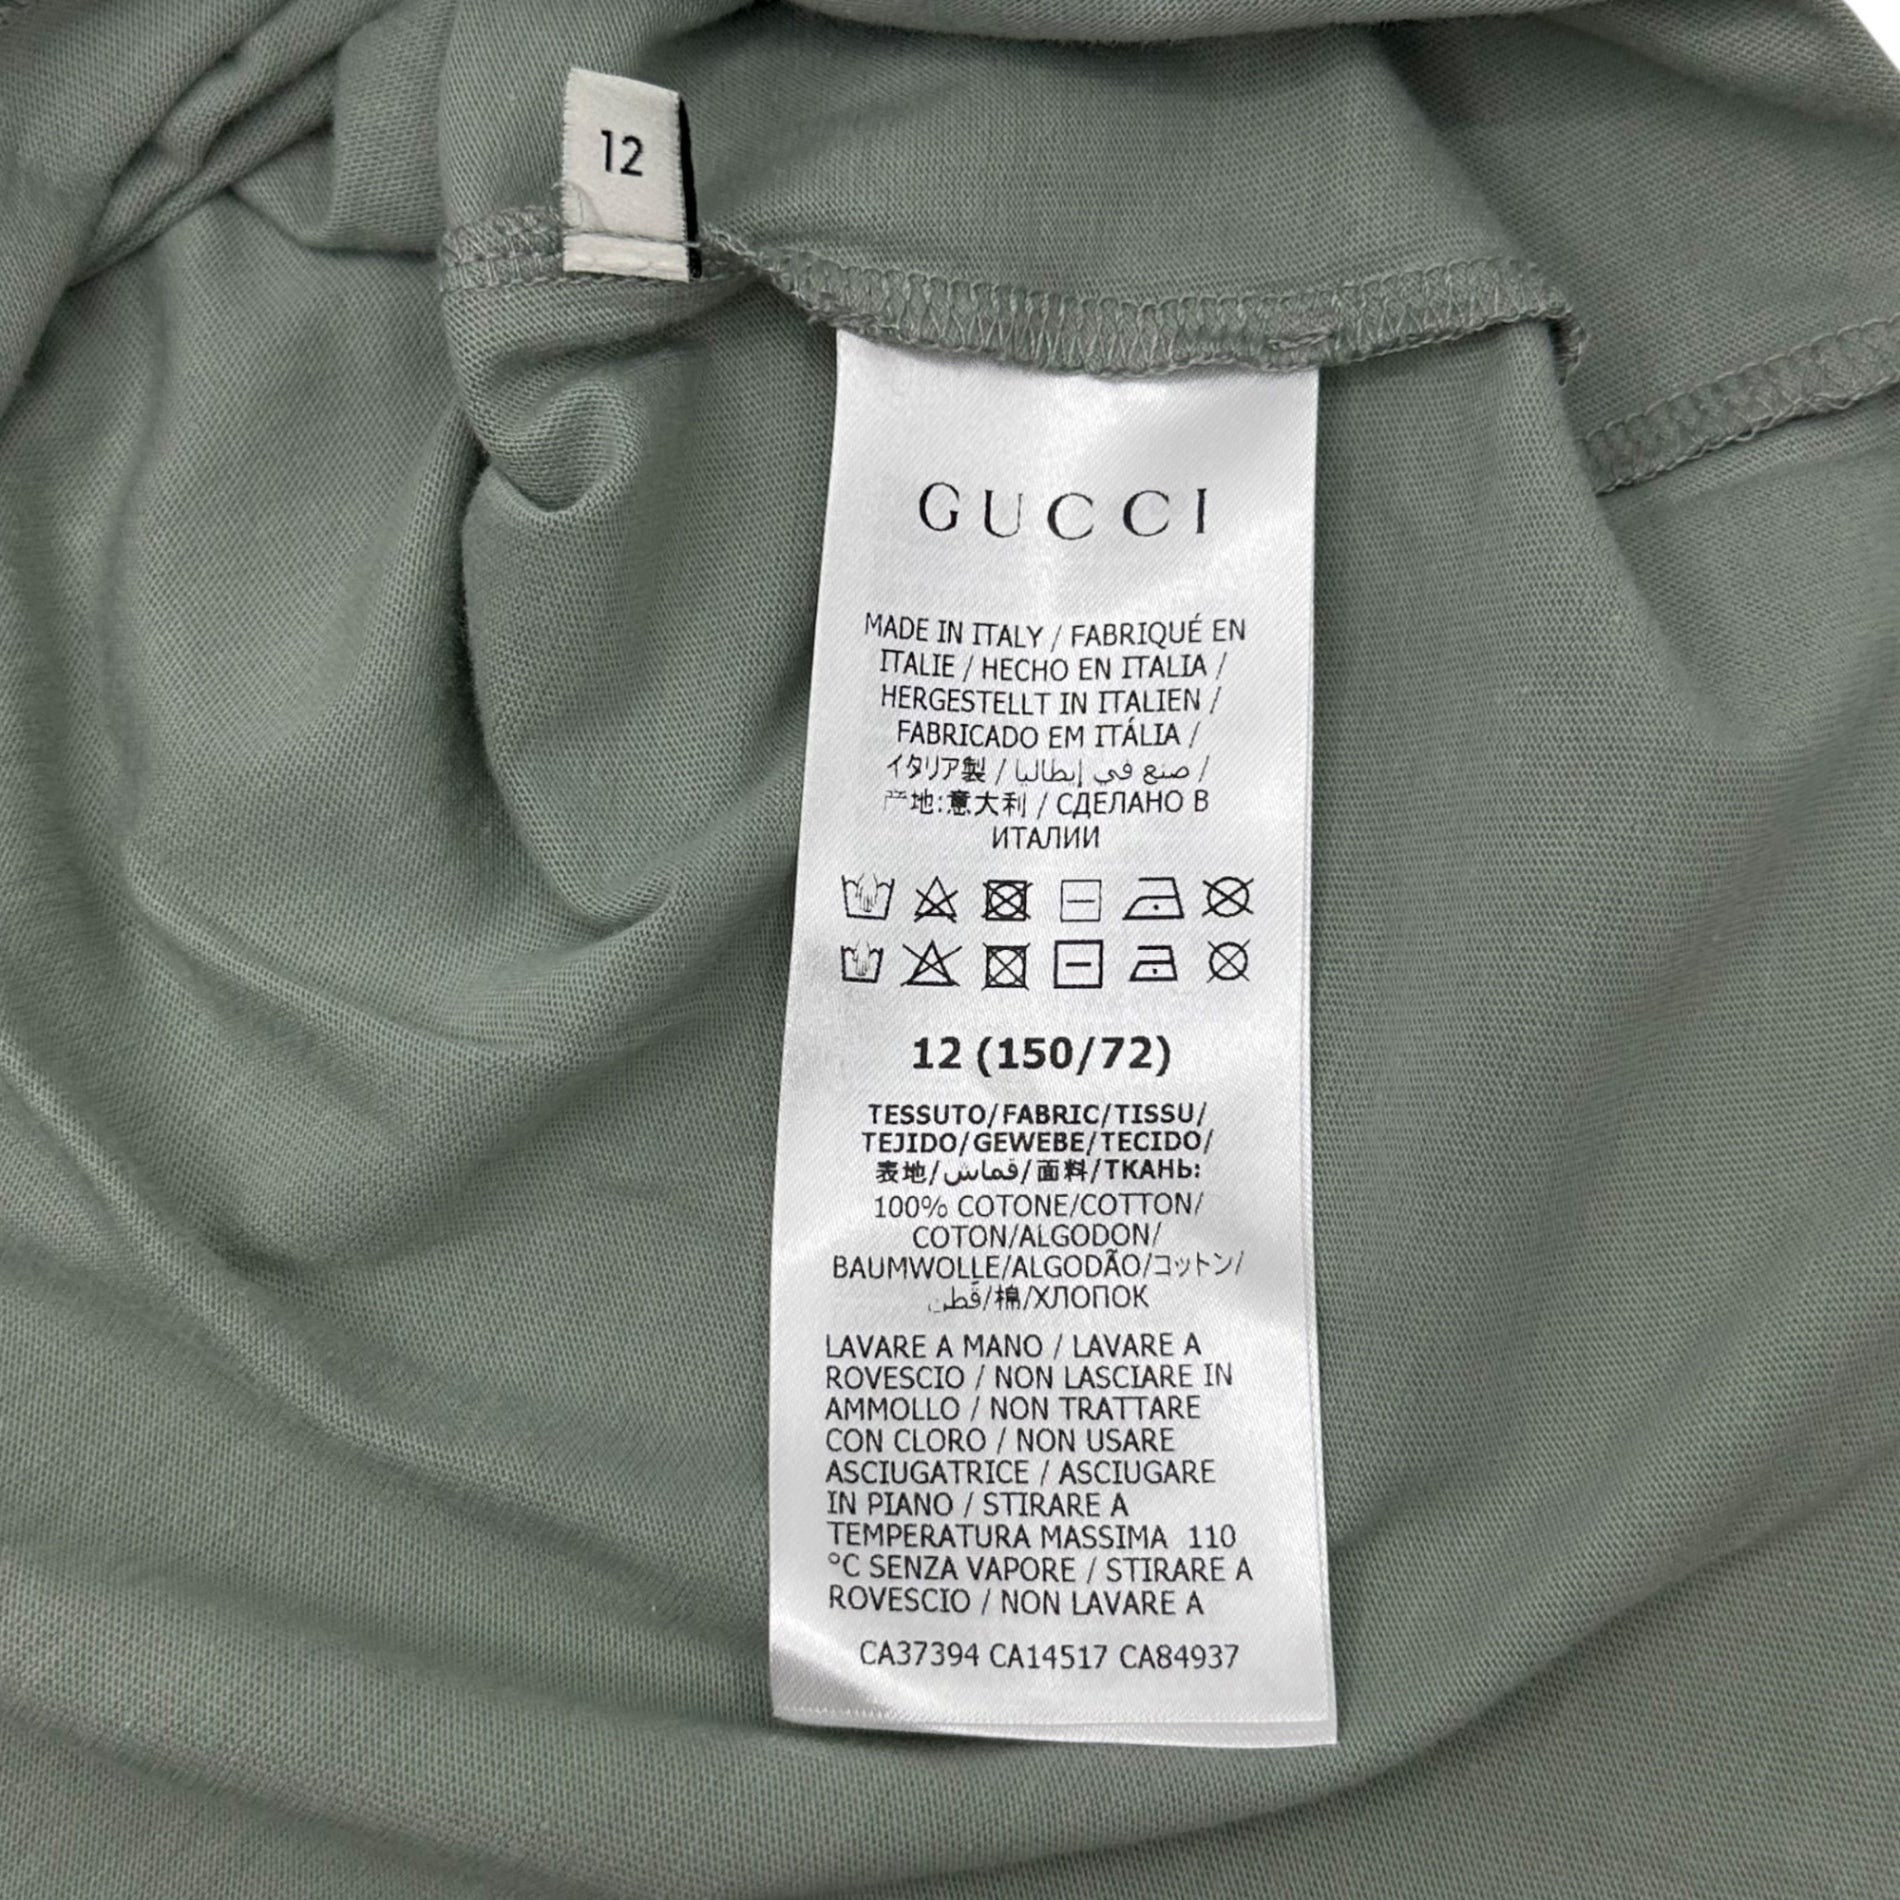 12
GUCCI
MADE IN ITALY / FABRIQUÉ EN
ITALIE / HECHO EN ITALIA /
HERGESTELLT IN ITALIEN /
FABRICADO EM ITÁLIA /
イタリア製 / صنع في إيطاليا /
产地:意大利 / СДЕЛАНО В
ИТАЛИИ
12 (150/72)
TESSUTO/FABRIC/TISSU/
TEJIDO/GEWEBE/TECIDO/
表地/قماش/面料/ТКАНЬ:
100% COTONE/COTTON/
COTON/ALGODON/
BAUMWOLLE/ALGODÃO/コットン/
قطن/棉/ХЛОПОК
LAVARE A MANO / LAVARE A
ROVESCIO / NON LASCIARE IN
AMMOLLO / NON TRATTARE
CON CLORO / NON USARE
ASCIUGATRICE / ASCIUGARE
IN PIANO / STIRARE A
TEMPERATURA MASSIMA 110
°C SENZA VAPORE / STIRARE A
ROVESCIO / NON LAVARE A
CA37394 CA14517 CA84937